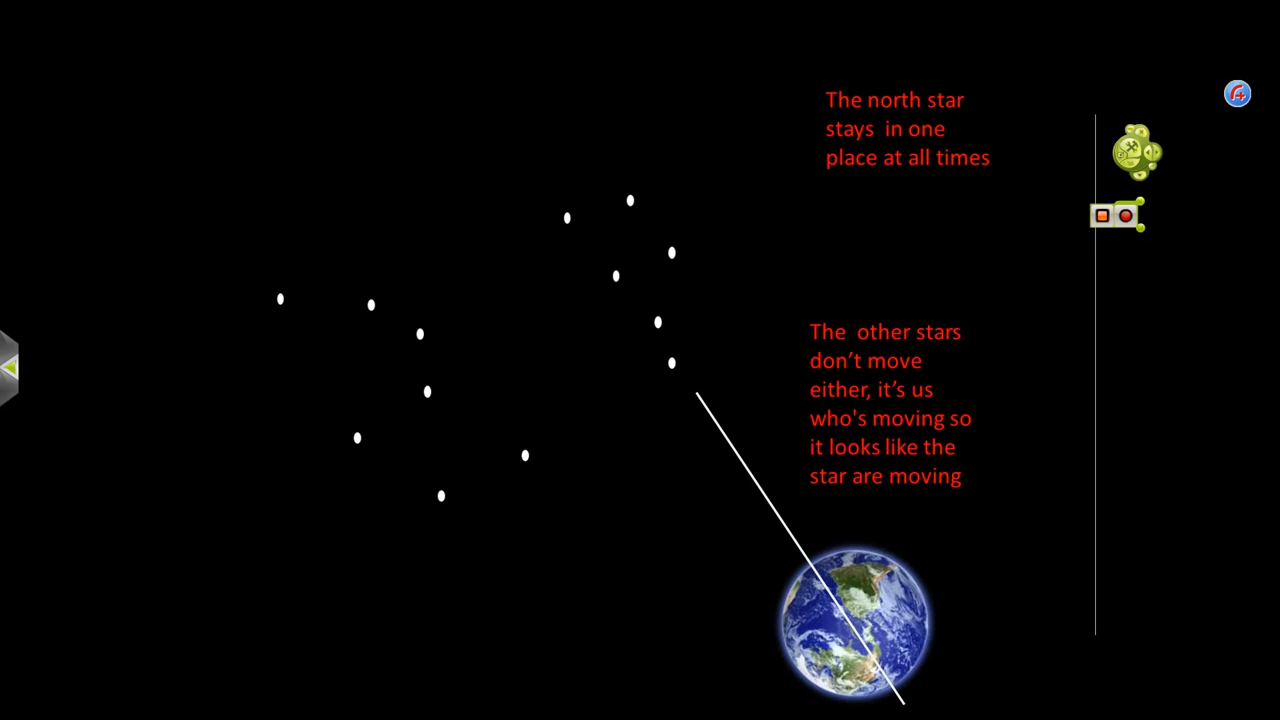 The north star
stays  in one
place at all times
The  other stars
don’t move
either, it’s us
who's moving so
it looks like the
star are moving